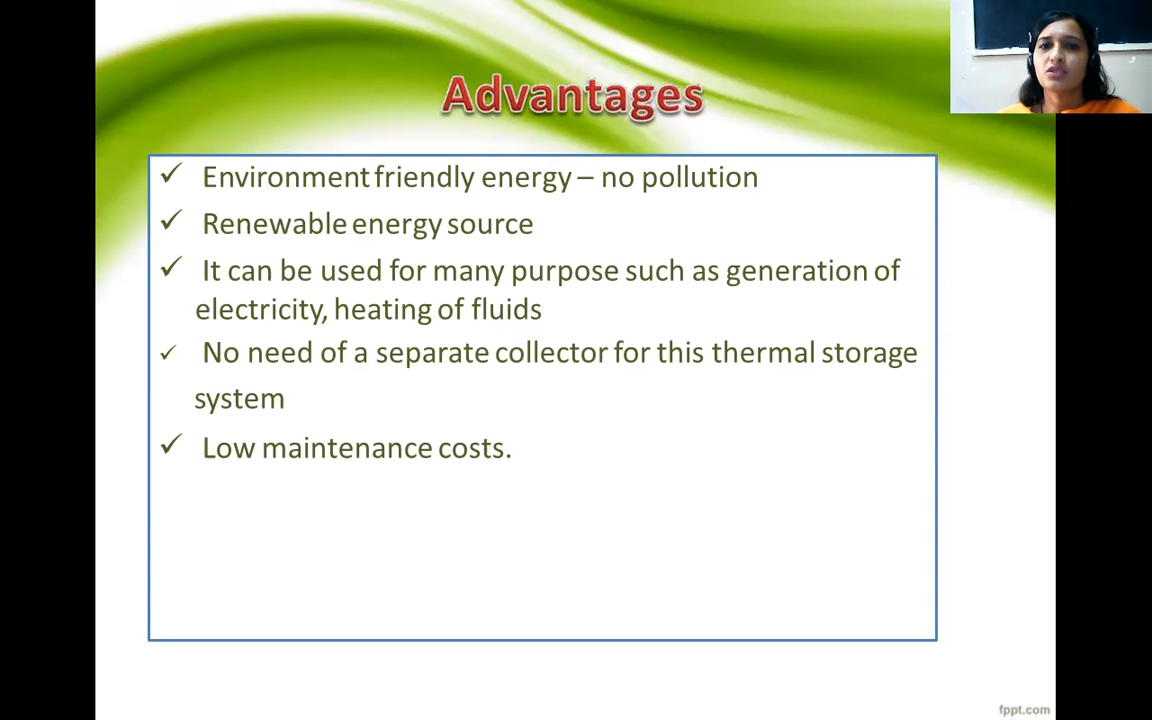 Advantages
✓ Environment friendly energy – no pollution
✓ Renewable energy source
✓ It can be used for many purpose such as generation of
electricity, heating of fluids
✓ No need of a separate collector for this thermal storage
system
✓ Low maintenance costs.
fppt.com